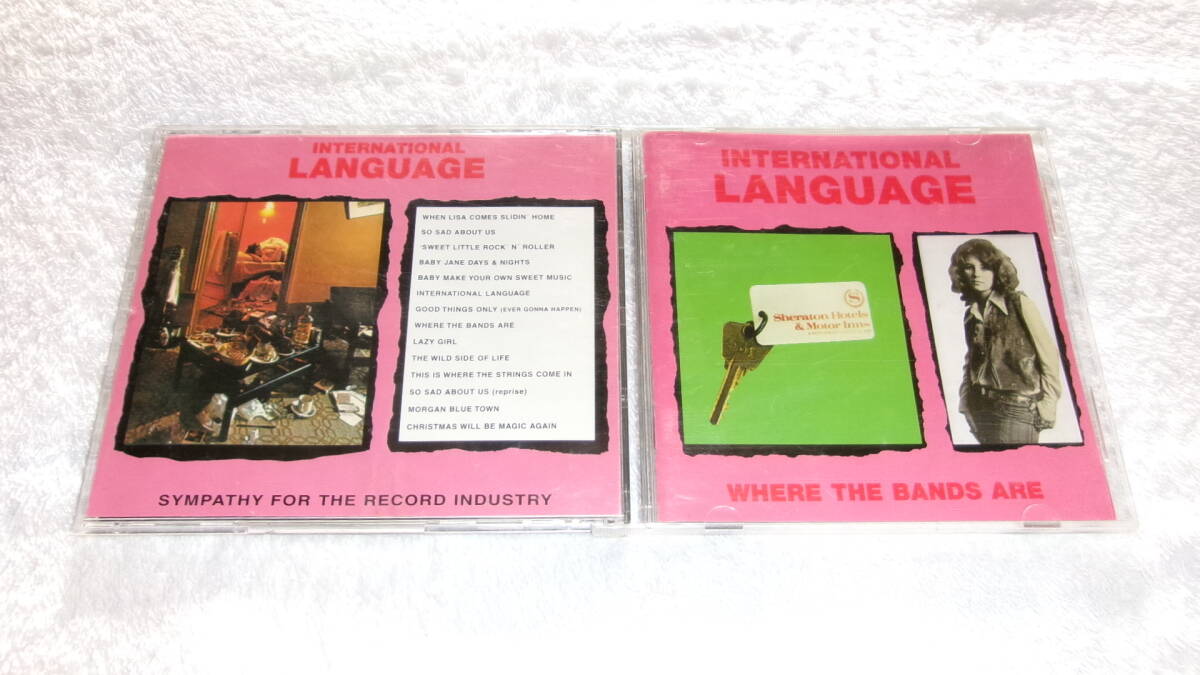 INTERNATIONAL
LANGUAGE
WHEN LISA COMES SLIDIN' HOME
SO SAD ABOUT US
'SWEET LITTLE ROCK 'N' ROLLER
BABY JANE DAYS & NIGHTS
BABY MAKE YOUR OWN SWEET MUSIC
INTERNATIONAL LANGUAGE
GOOD THINGS ONLY (EVER GONNA HAPPEN)
WHERE THE BANDS ARE
LAZY GIRL
THE WILD SIDE OF LIFE
THIS IS WHERE THE STRINGS COME IN
SO SAD ABOUT US (reprise)
MORGAN BLUE TOWN
CHRISTMAS WILL BE MAGIC AGAIN
SYMPATHY FOR THE RECORD INDUSTRY
INTERNATIONAL
LANGUAGE
S
Sheraton Hotels
& Motor Inns
WHERE THE BANDS ARE